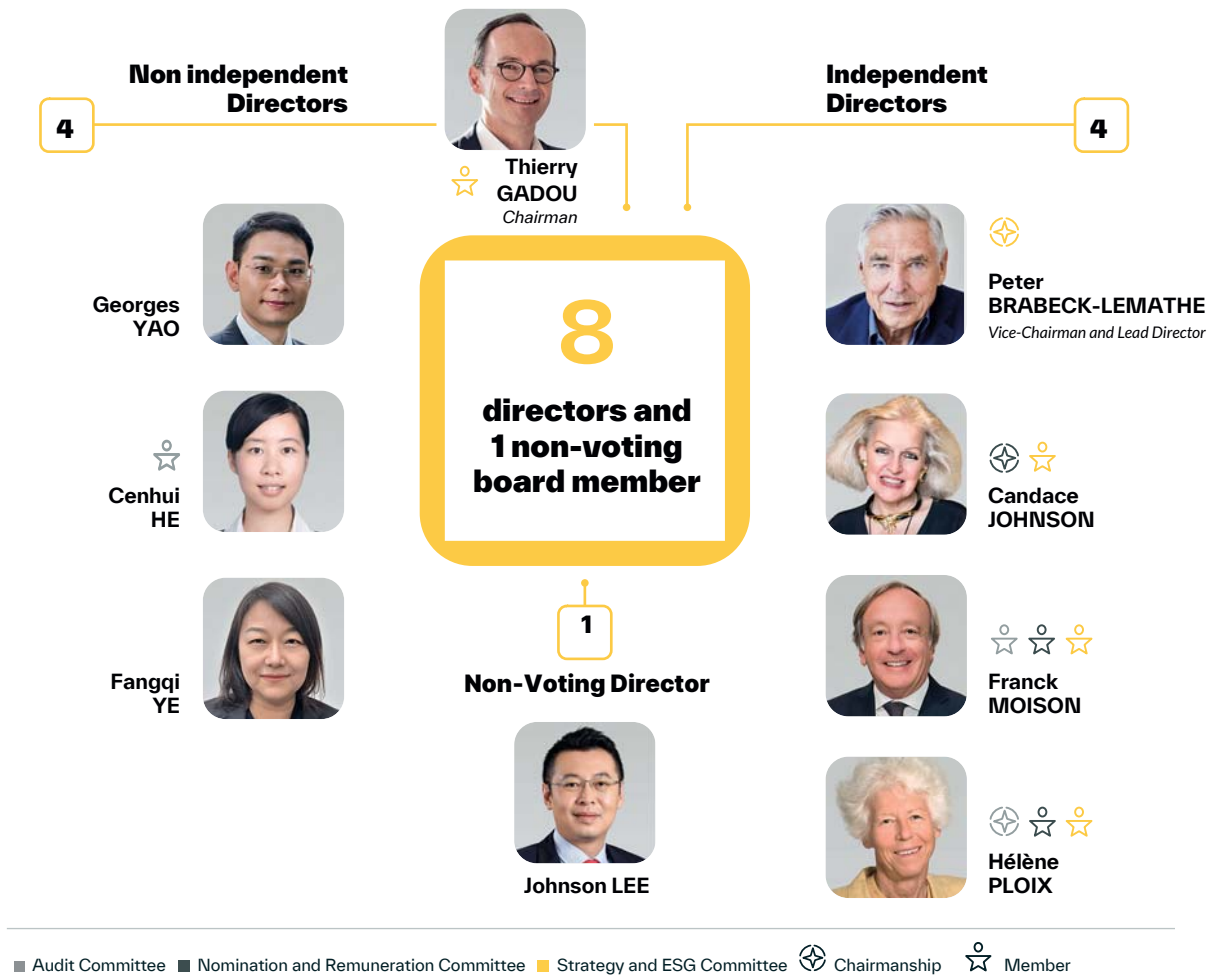 Non independent
Directors
4
Thierry
GADOU
Chairman
Independent
Directors
4
Georges
YAO
Cenhui
HE
Fangqi
YE
8
directors and
1 non-voting
board member
1
Non-Voting Director
Johnson LEE
Peter
BRABECK-LEMATHE
Vice-Chairman and Lead Director
Candace
JOHNSON
Franck
MOISON
Hélène
PLOIX
Audit Committee Nomination and Remuneration Committee Strategy and ESG Committee Chairmanship Member